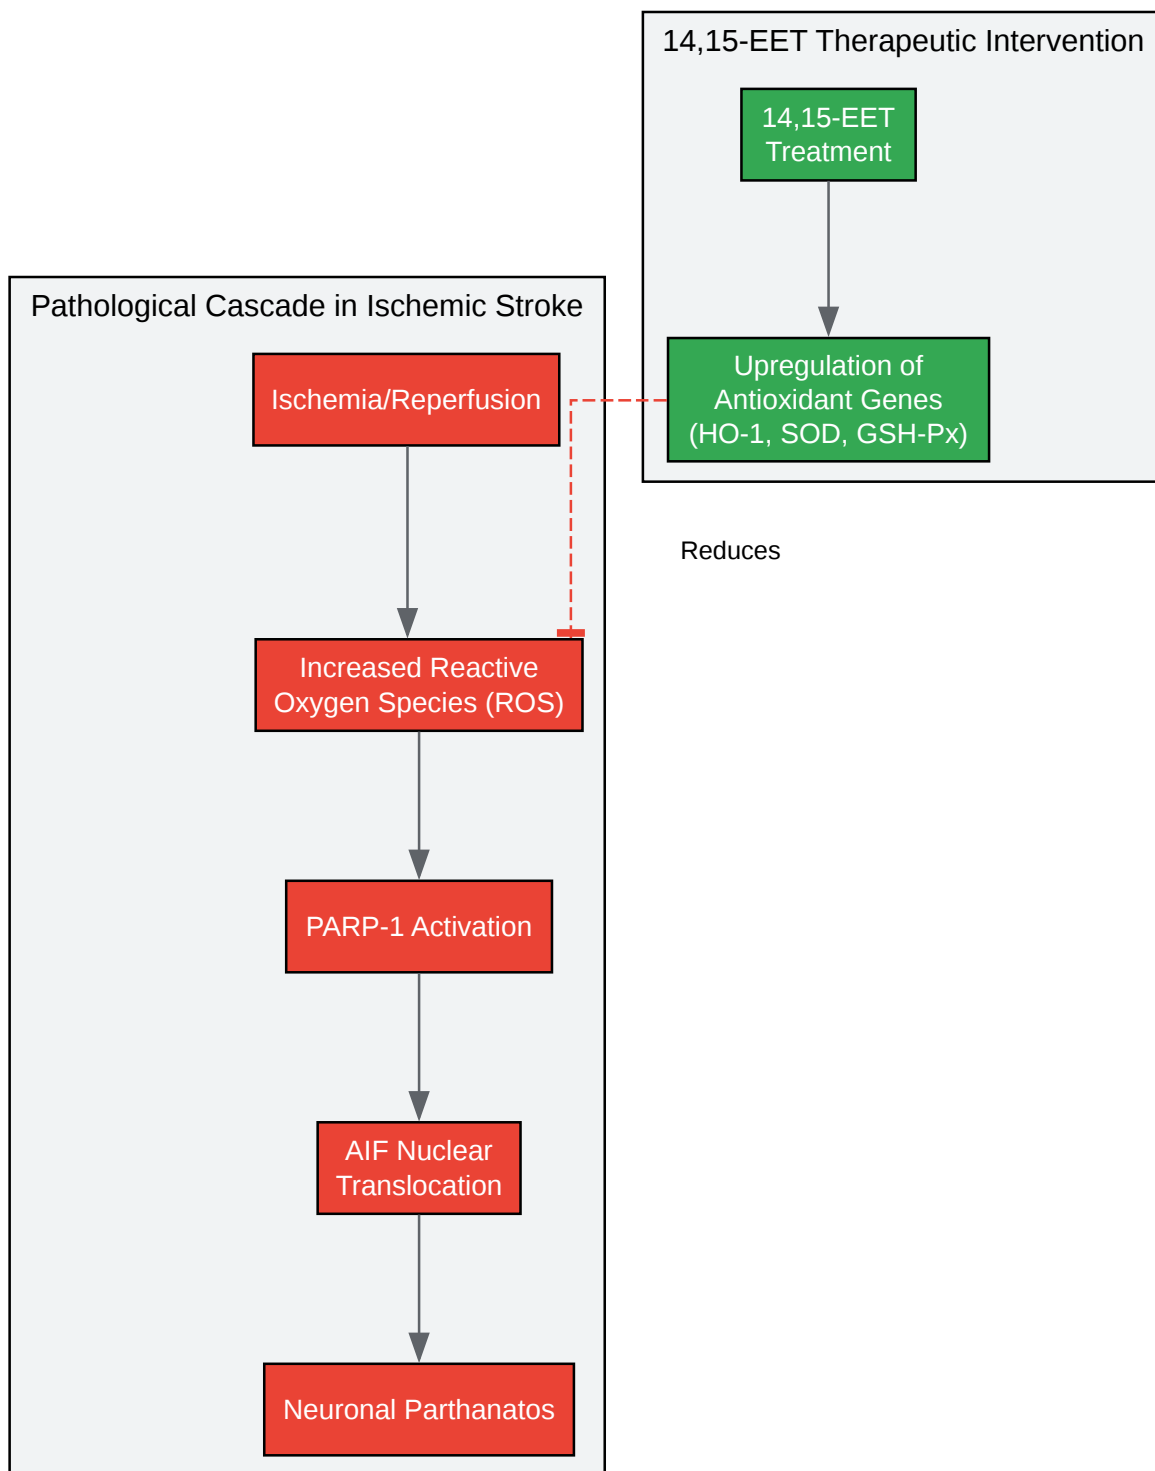 14,15-EET Therapeutic Intervention
14,15-EET
Treatment
Upregulation of
Antioxidant Genes
(HO-1, SOD, GSH-Px)
Reduces
Pathological Cascade in Ischemic Stroke
Ischemia/Reperfusion
Increased Reactive
Oxygen Species (ROS)
PARP-1 Activation
AIF Nuclear
Translocation
Neuronal Parthanatos